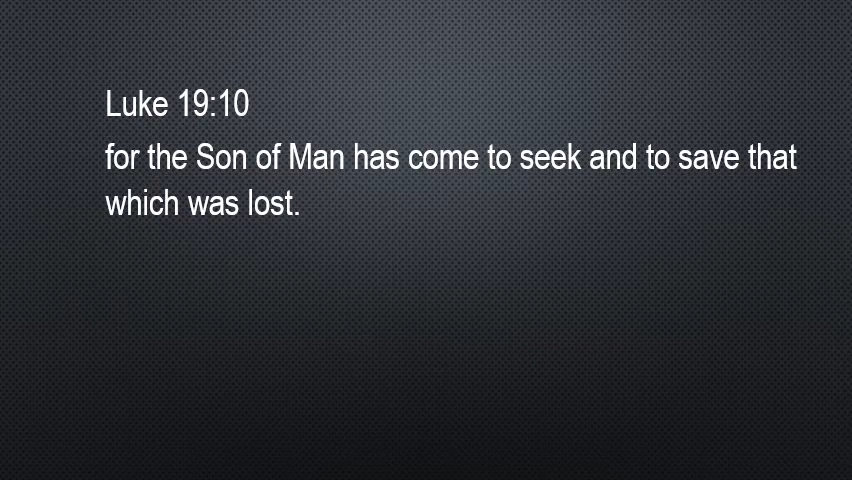 Luke 19:10
for the Son of Man has come to seek and to save that
which was lost.